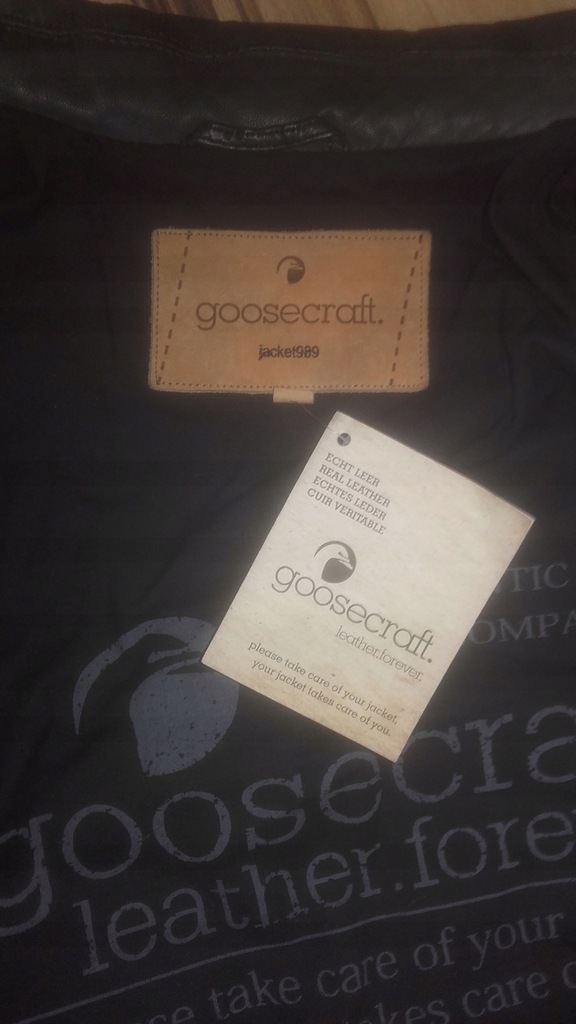 goosecraft.
jacket989
ECHT LEER
REAL LEATHER
ECHTES LEDER
CUIR VERITABLE
goosecraft.
leather.forever.
please take care of your jacket,
your jacket takes care of you.
TIC
OMPA
goosecra
leather.fore
take care of your
kes care